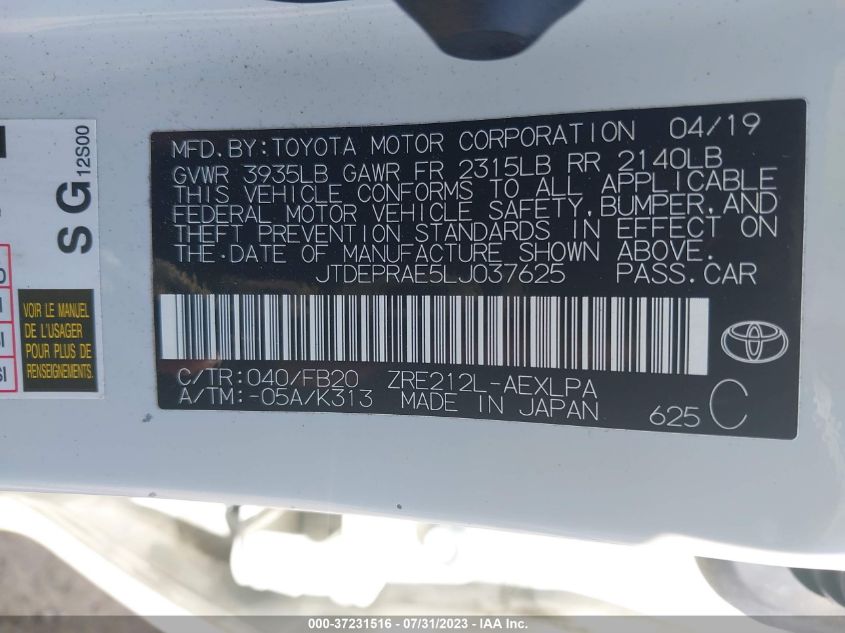 MFD. BY: TOYOTA MOTOR CORPORATION 04/19
GVWR 3935LB GAWR FR 2315LB RR 2140LB
THIS VEHICLE CONFORMS TO ALL APPLICABLE
FEDERAL MOTOR VEHICLE SAFETY, BUMPER, AND
THEFT PREVENTION STANDARDS IN EFFECT ON
THE DATE OF MANUFACTURE SHOWN ABOVE.
JTDEPRAE5LJ037625 PASS. CAR
C/TR: 040/FB20 ZRE212L-AEXLPA
A/TM: -05A/K313 MADE IN JAPAN
625 C
SG 12S00
VOIR LE MANUEL
DE L'USAGER
POUR PLUS DE
RENSEIGNEMENTS.
000-37231516 - 07/31/2023 - IAA Inc.